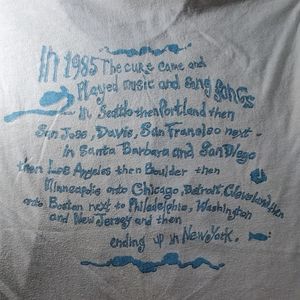 In 1985 The cure came and
Played music and sang songs
in Seattle then Portland then
San Jose, Davis, San Fransisco next -
in Santa Barbara and San Diego
then Los Angeles then Boulder then
Minneapolis onto Chicago, Detroit, Cleveland, then
onto Boston next to Philadelphia, Washington
and New Jersey and then
ending up in New York.